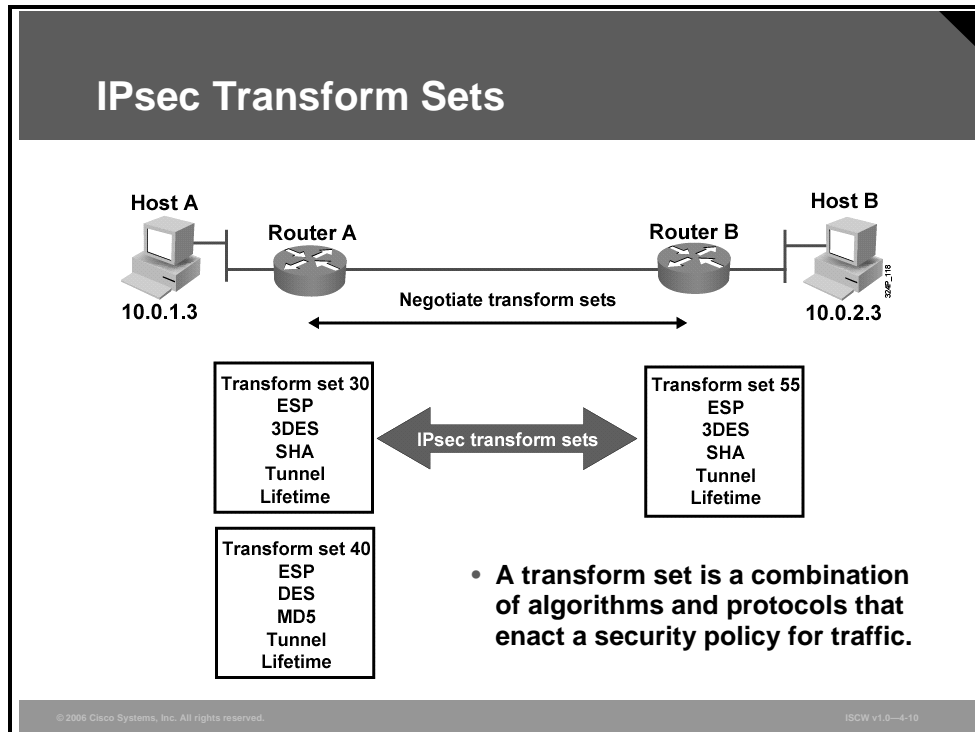 IPsec Transform Sets
Host A
Router A
Router B
Host B
10.0.1.3
Negotiate transform sets
10.0.2.3
324P_118
Transform set 30
ESP
3DES
SHA
Tunnel
Lifetime
IPsec transform sets
Transform set 55
ESP
3DES
SHA
Tunnel
Lifetime
Transform set 40
ESP
DES
MD5
Tunnel
Lifetime
• A transform set is a combination
of algorithms and protocols that
enact a security policy for traffic.
© 2006 Cisco Systems, Inc. All rights reserved.
ISCW v1.0—4-10